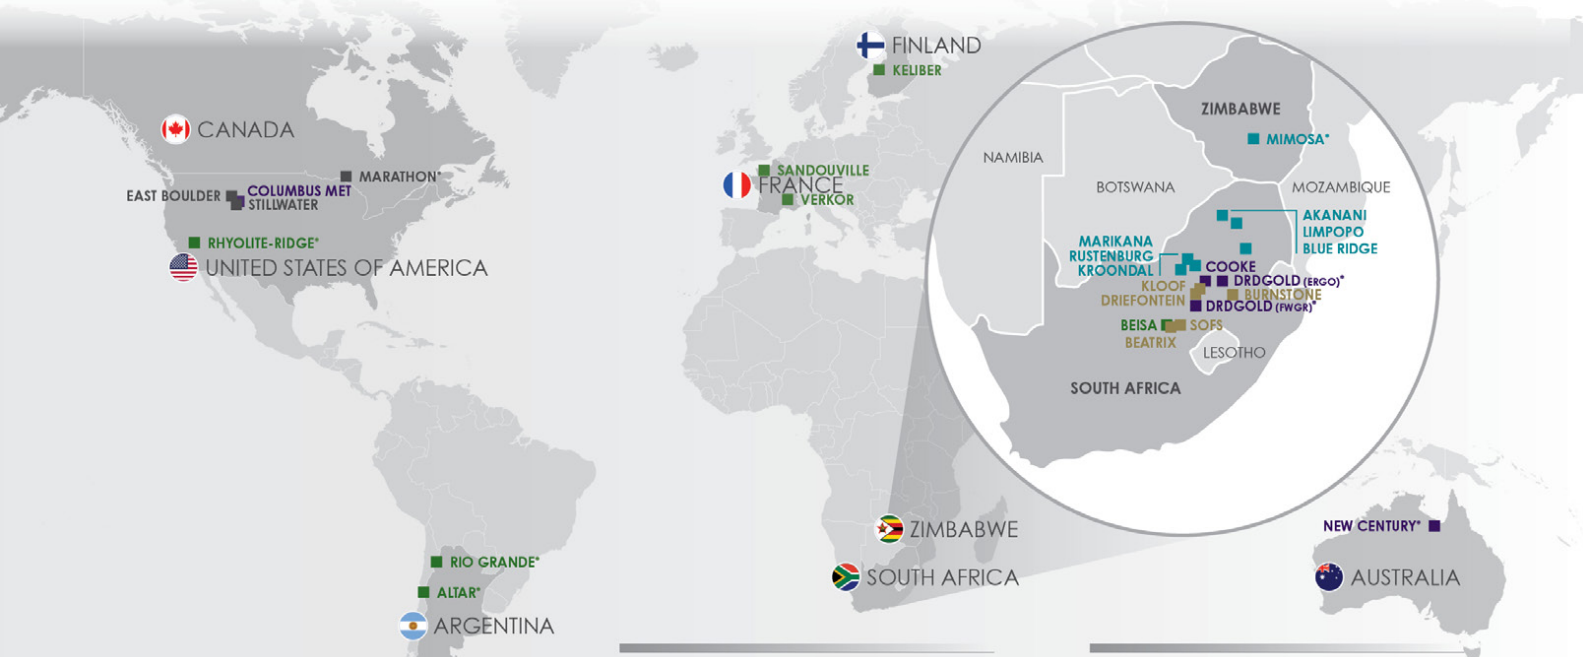 FINLAND
KELIBER
CANADA
MARATHON*
EAST BOULDER
COLUMBUS MET
STILLWATER
RHYOLITE-RIDGE*
UNITED STATES OF AMERICA
SANDOUVILLE
FRANCE
VERKOR
ZIMBABWE
MIMOSA*
NAMIBIA
BOTSWANA
MOZAMBIQUE
AKANANI
LIMPOPO
BLUE RIDGE
MARIKANA
RUSTENBURG
KROONDAL
COOKE
DRDGOLD (ERGO)*
KLOOF
DRIEFONTEIN
BURNSTONE
DRDGOLD (FWGR)*
BEISA
SOFS
BEATRIX
LESOTHO
SOUTH AFRICA
RIO GRANDE*
ALTAR*
ARGENTINA
ZIMBABWE
SOUTH AFRICA
NEW CENTURY*
AUSTRALIA